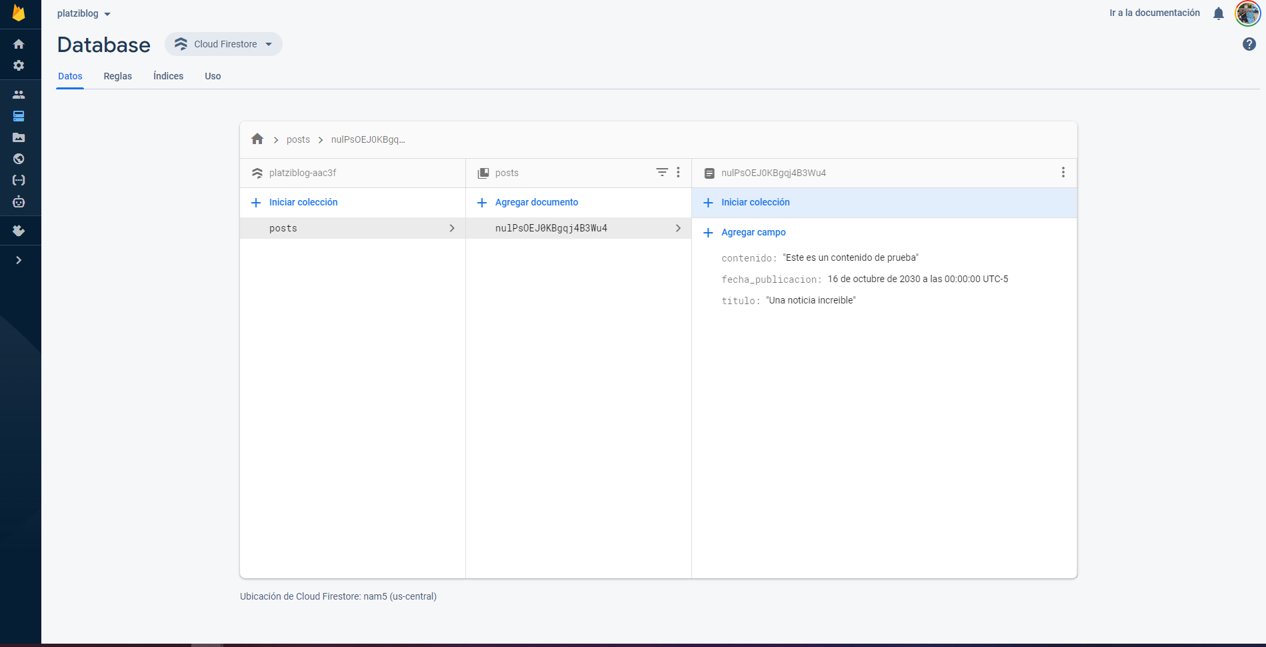 platziblog
Ir a la documentación
Database
Cloud Firestore
Datos
Reglas
Índices
Uso
posts
nulPsOEJ0KBgq...
platziblog-aac3f
posts
nulPsOEJ0KBgqj4B3Wu4
Iniciar colección
Agregar documento
Iniciar colección
posts
nulPsOEJ0KBgqj4B3Wu4
Agregar campo
contenido: "Este es un contenido de prueba"
fecha_publicacion: 16 de octubre de 2030 a las 00:00:00 UTC-5
titulo: "Una noticia increible"
Ubicación de Cloud Firestore: nam5 (us-central)